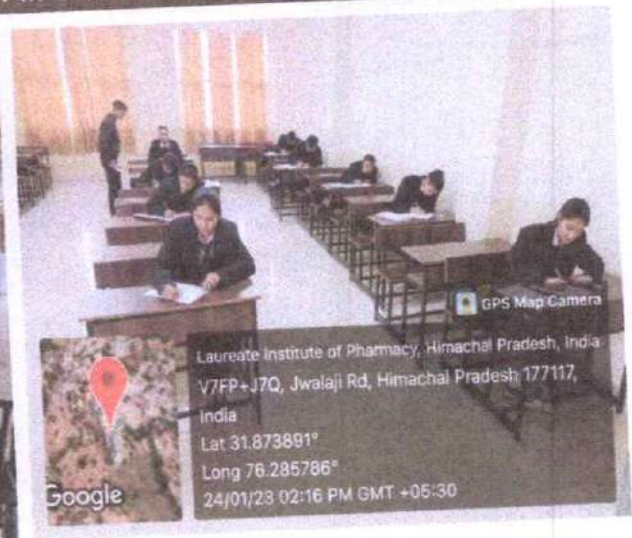 GPS Map Camera
Laureate Institute of Pharmacy, Himachal Pradesh, India
V7FP+J7Q, Jwalaji Rd, Himachal Pradesh 177117,
India
Lat 31.873891°
Long 76.285786°
24/01/23 02:16 PM GMT +05:30
Google